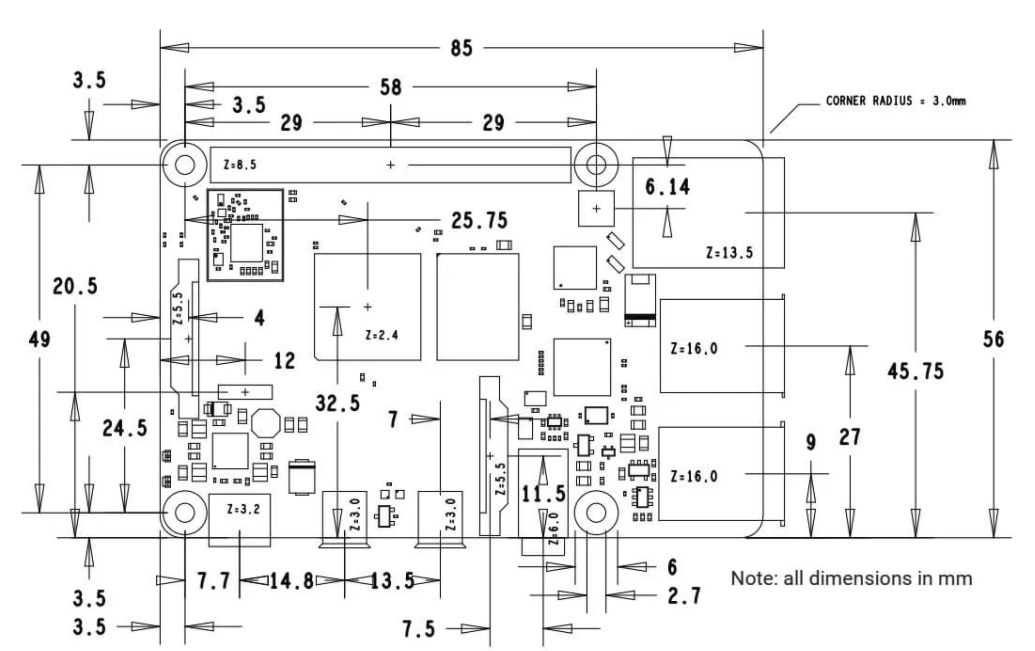 85
3.5
58
CORNER RADIUS = 3.0mm
3.5
29
29
Z=8.5
6.14
25.75
Z=13.5
20.5
Z=5.5
4
49
Z=2.4
Z=16.0
56
12
45.75
32.5
7
24.5
9
27
Z=5.5
Z=16.0
11.5
Z=3.2
Z=3.0
Z=3.0
Z=6.0
7.7
14.8
13.5
6
Note: all dimensions in mm
3.5
2.7
3.5
7.5